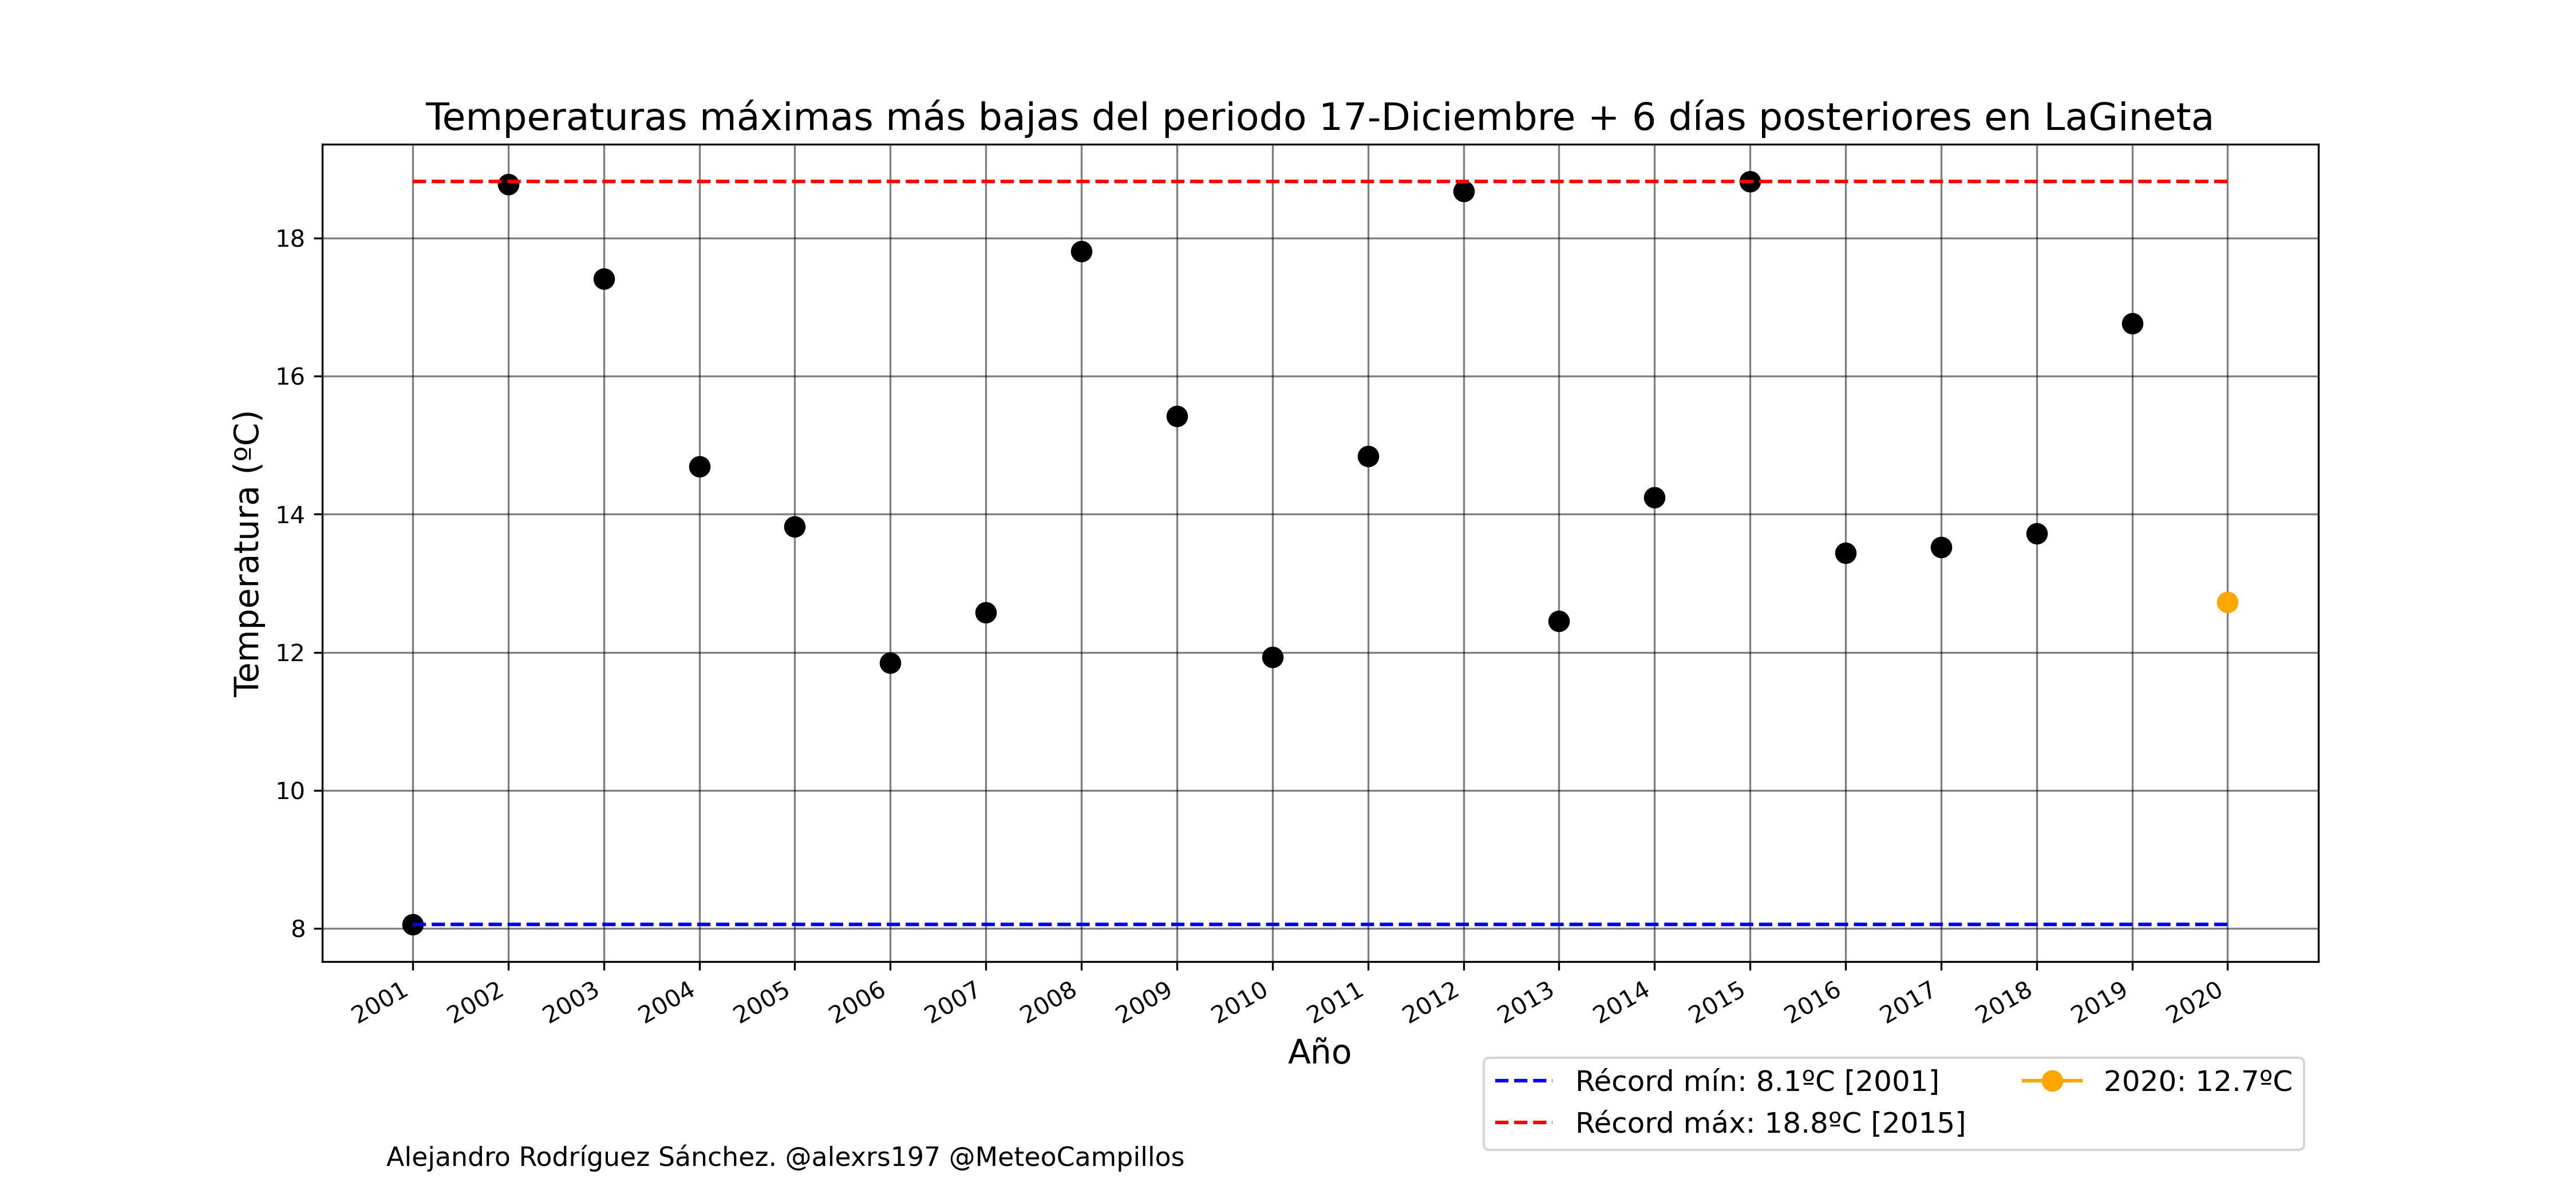 Temperaturas máximas más bajas del periodo 17-Diciembre + 6 días posteriores en LaGineta
Temperatura (ºC)
18
16
14
12
10
8
2001 2002 2003 2004 2005 2006 2007 2008 2009 2010 2011 2012 2013 2014 2015 2016 2017 2018 2019 2020
Año
Récord mín: 8.1ºC [2001]
Récord máx: 18.8ºC [2015]
2020: 12.7ºC
Alejandro Rodríguez Sánchez. @alexrs197 @MeteoCampillos